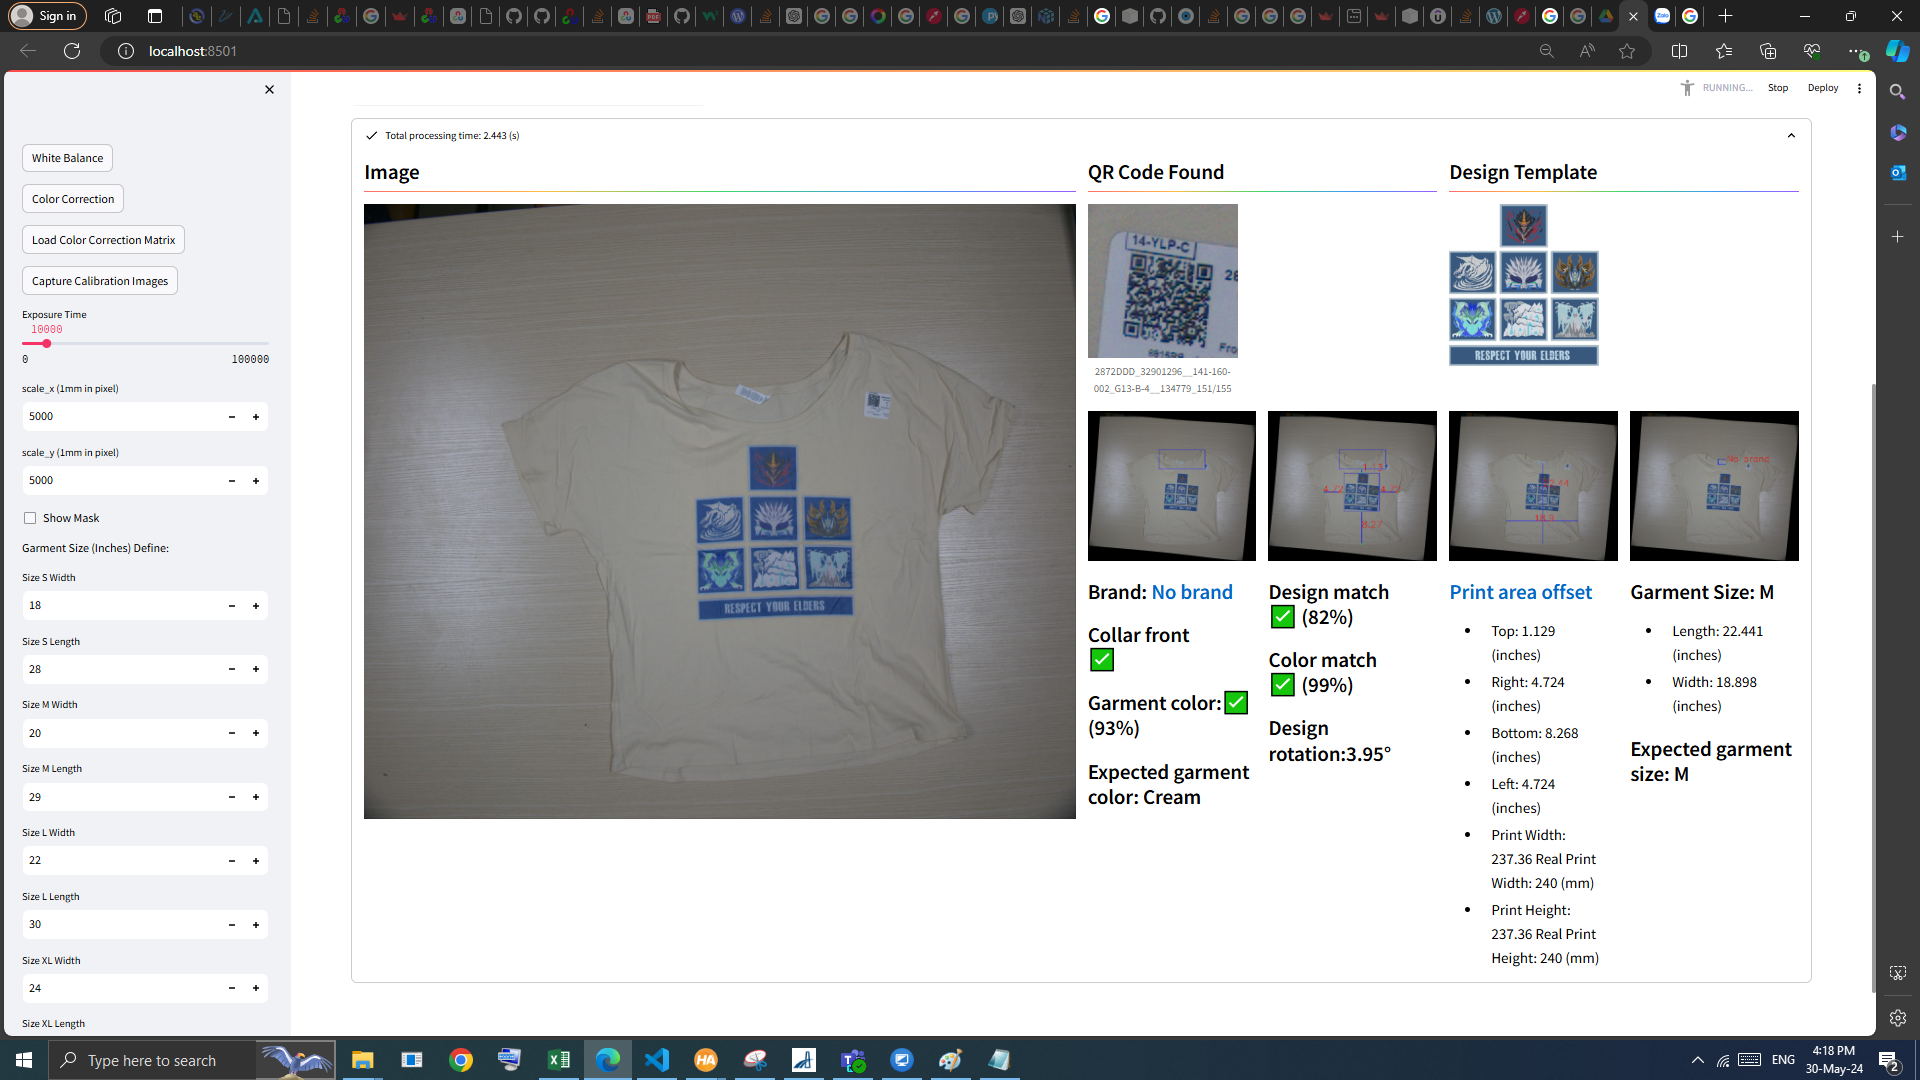 Sign in
localhost:8501
RUNNING...
Stop
Deploy
White Balance
Color Correction
Load Color Correction Matrix
Capture Calibration Images
Exposure Time
10000
0
100000
scale_x (1mm in pixel)
5000
scale_y (1mm in pixel)
5000
Show Mask
Garment Size (Inches) Define:
Size S Width
18
Size S Length
28
Size M Width
20
Size M Length
29
Size L Width
22
Size L Length
30
Size XL Width
24
Size XL Length
Total processing time: 2.443 (s)
Image
RESPECT YOUR ELDERS
QR Code Found
14-YLP-C
2872DDD_32901296__141-160-
002_G13-B-4__134779_151/155
Design Template
RESPECT YOUR ELDERS
No brand
Brand: No brand
Collar front
Garment color:
(93%)
Expected garment
color: Cream
Design match
(82%)
Color match
(99%)
Design
rotation:3.95°
Print area offset
Top: 1.129
(inches)
Right: 4.724
(inches)
Bottom: 8.268
(inches)
Left: 4.724
(inches)
Print Width:
237.36 Real Print
Width: 240 (mm)
Print Height:
237.36 Real Print
Height: 240 (mm)
Garment Size: M
Length: 22.441
(inches)
Width: 18.898
(inches)
Expected garment
size: M
Type here to search
ENG
4:18 PM
30-May-24
2